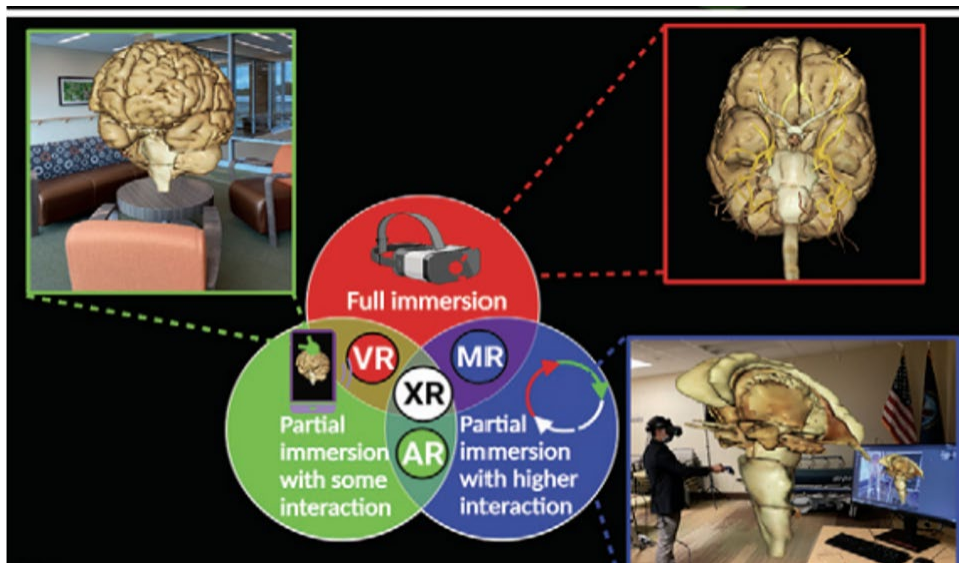 Full immersion
VR
MR
XR
AR
Partial
immersion
with some
interaction
Partial
immersion
with higher
interaction